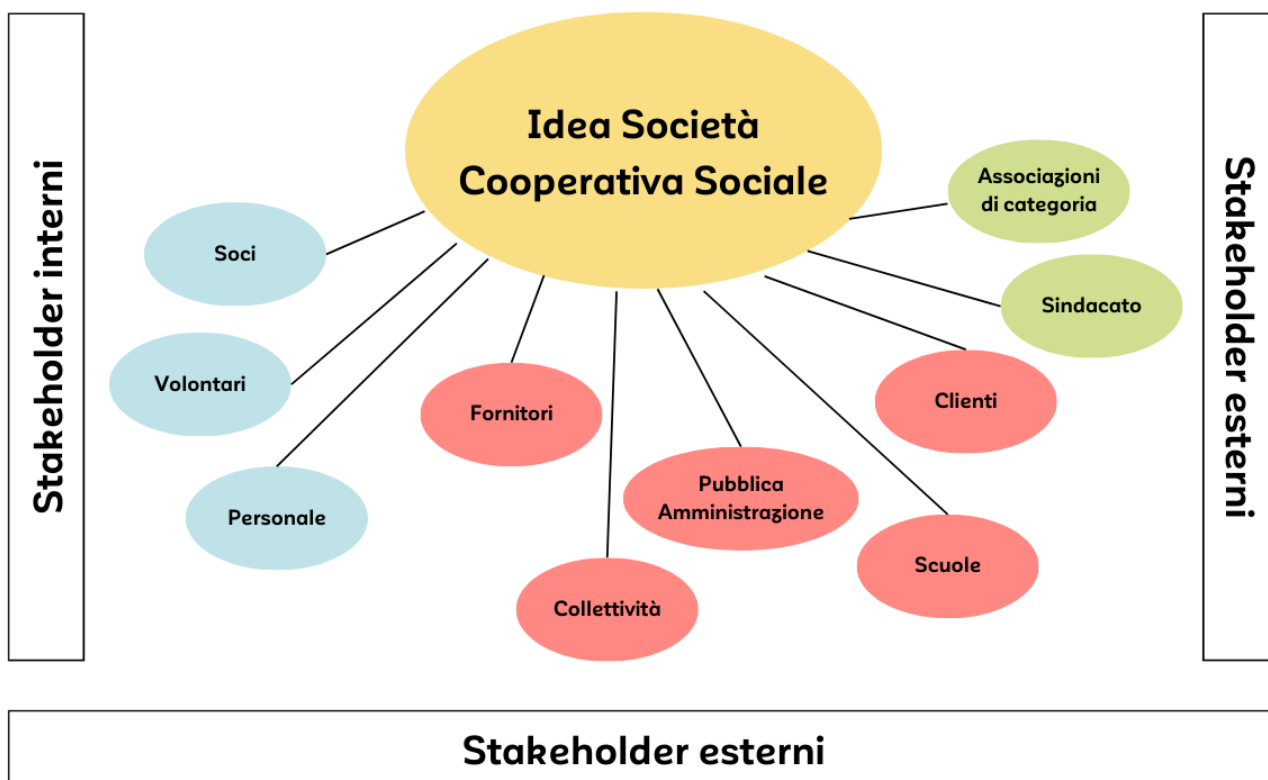 Stakeholder interni
Idea Società
Cooperativa Sociale
Soci
Volontari
Personale
Fornitori
Collettività
Pubblica
Amministrazione
Scuole
Clienti
Sindacato
Associazioni
di categoria
Stakeholder esterni
Stakeholder esterni